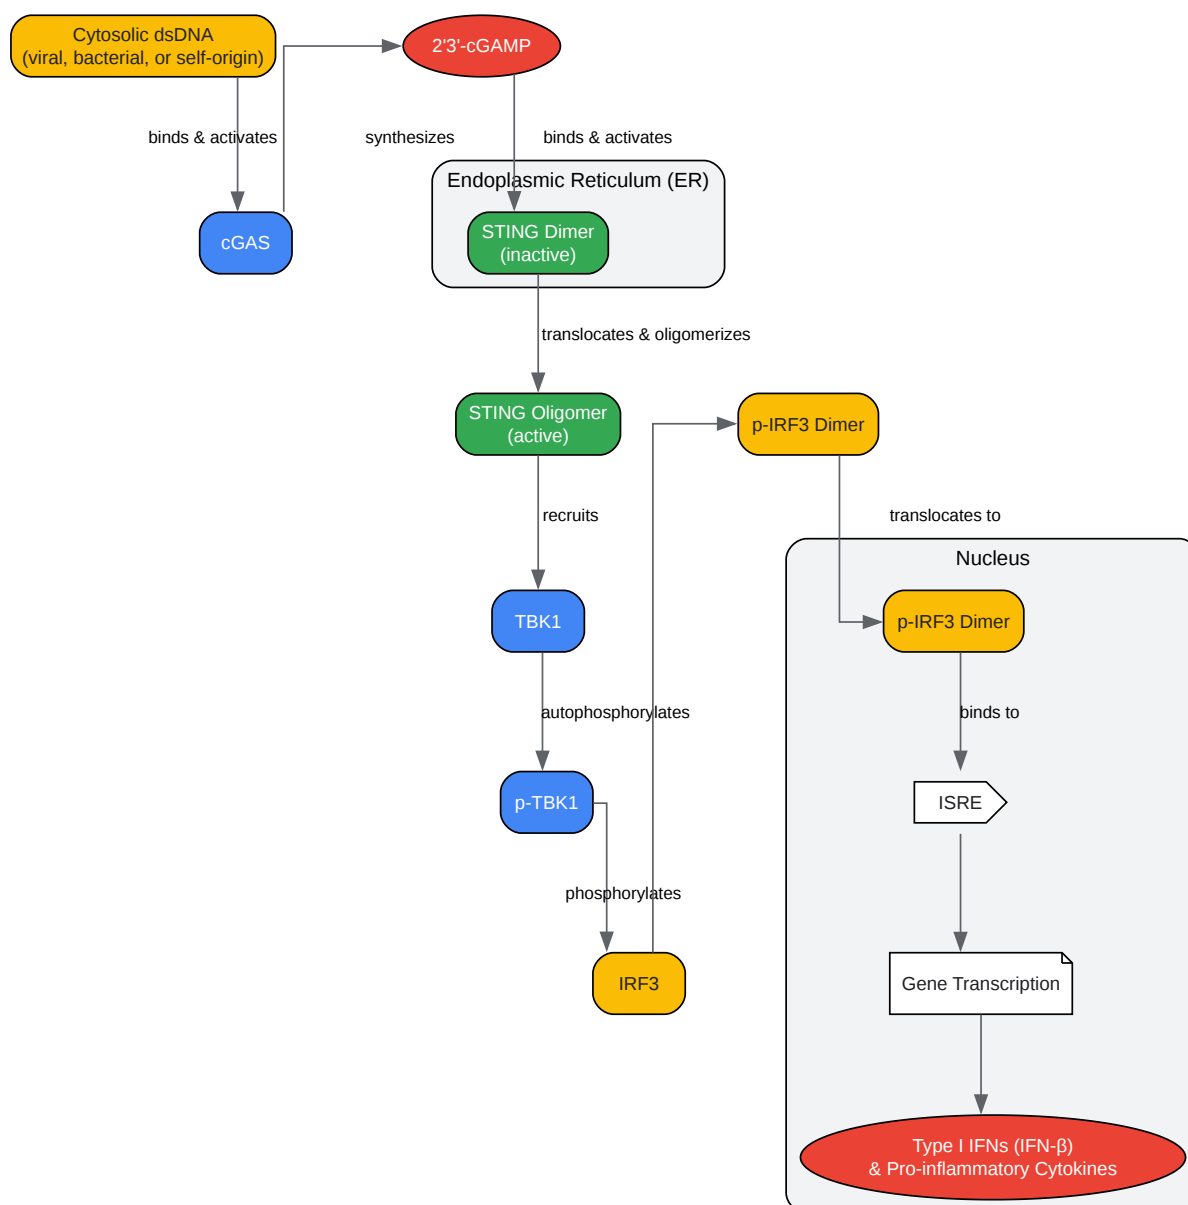 Cytosolic dsDNA
(viral, bacterial, or self-origin)
2'3'-cGAMP
binds & activates
synthesizes
binds & activates
Endoplasmic Reticulum (ER)
cGAS
STING Dimer
(inactive)
translocates & oligomerizes
STING Oligomer
(active)
p-IRF3 Dimer
recruits
translocates to
Nucleus
TBK1
p-IRF3 Dimer
autophosphorylates
binds to
p-TBK1
ISRE
phosphorylates
IRF3
Gene Transcription
Type I IFNs (IFN-β)
& Pro-inflammatory Cytokines